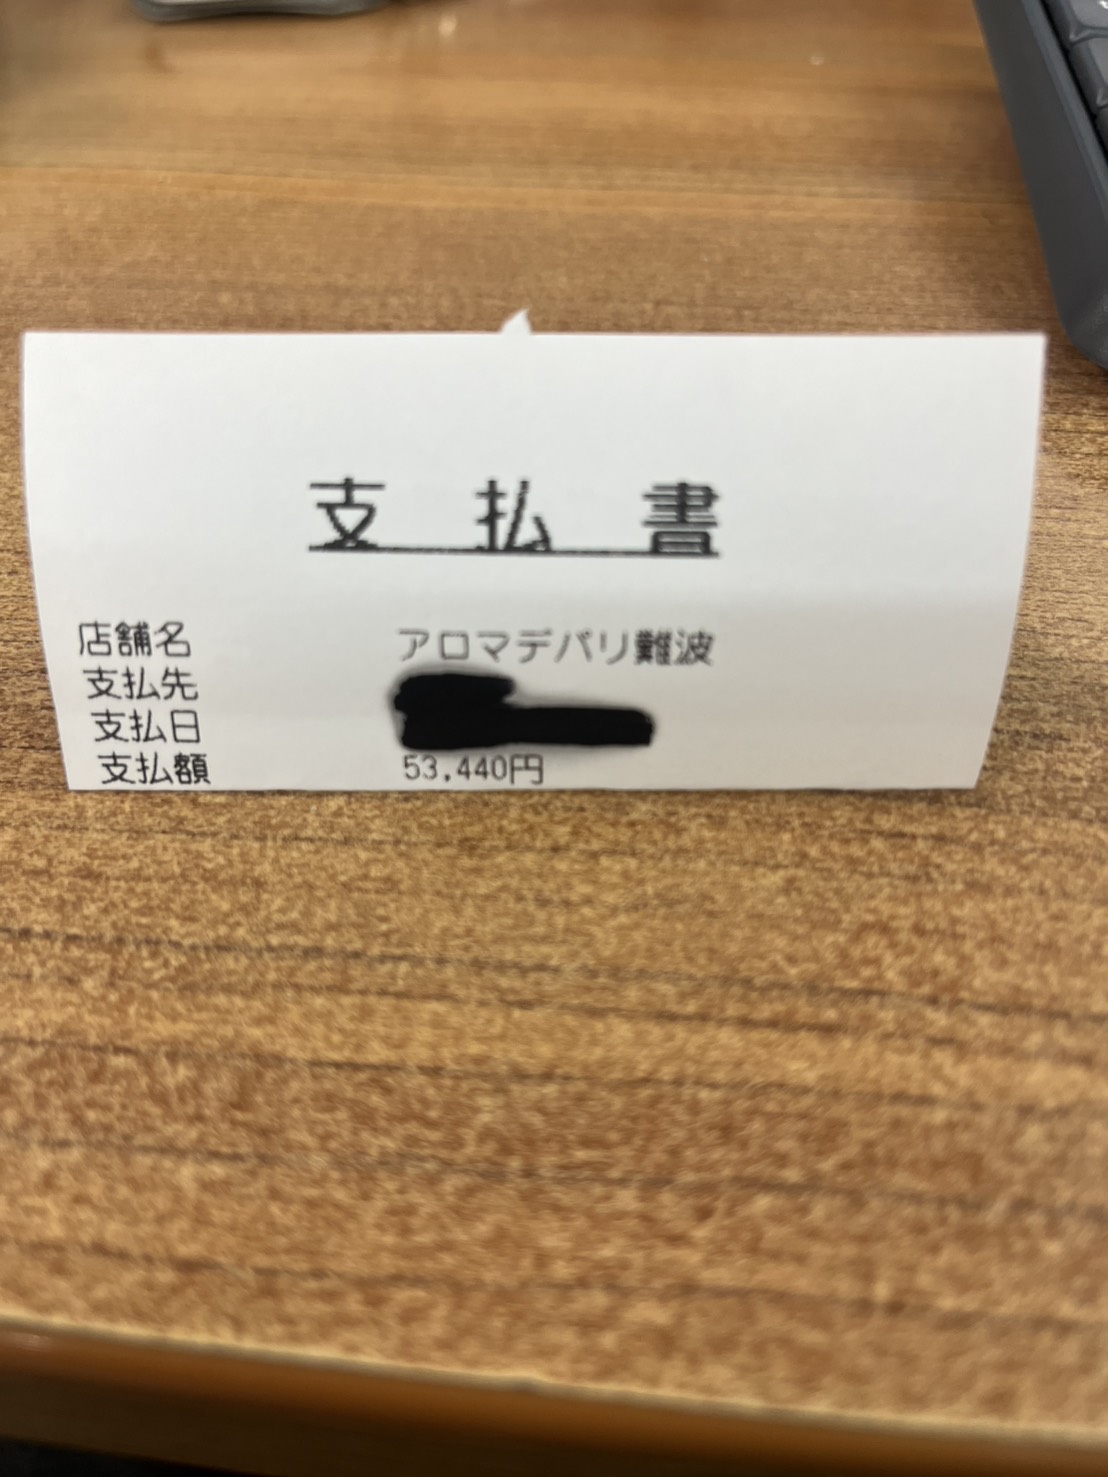 支払書
店舗名 アロマデパリ難波
支払先
支払日
支払額 53,440円